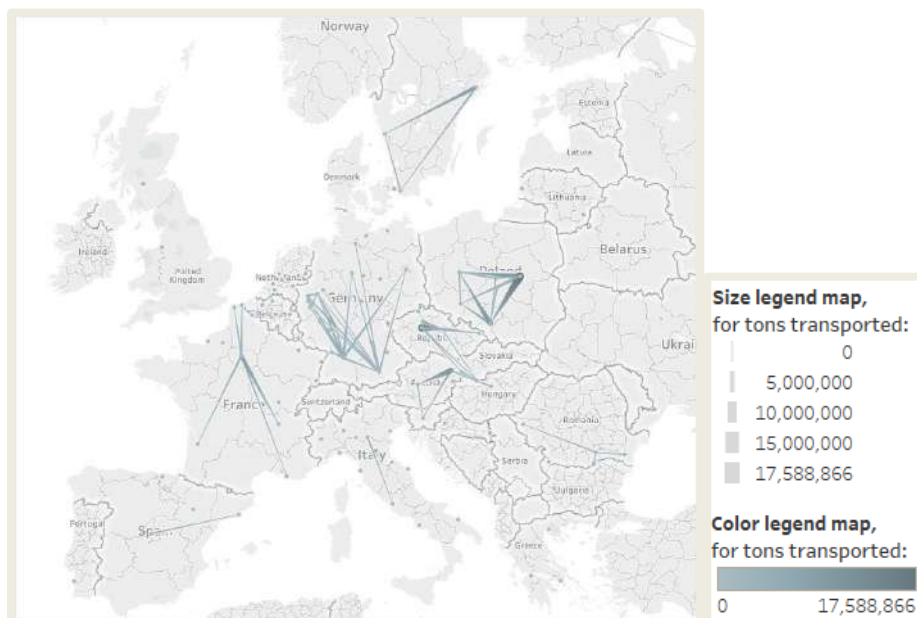 Norway
Estonia
Latvia
Denmark
Lithuania
Ireland
United
Kingdom
Belarus
Netherlands
Poland
Germany
Slovakia
Ukrai
France
Switzerland
Hungary
Romania
Italy
Serbia
Bulgaria
Portugal
Greece
Size legend map,
for tons transported:
0
5,000,000
10,000,000
15,000,000
17,588,866
Color legend map,
for tons transported:
0 17,588,866